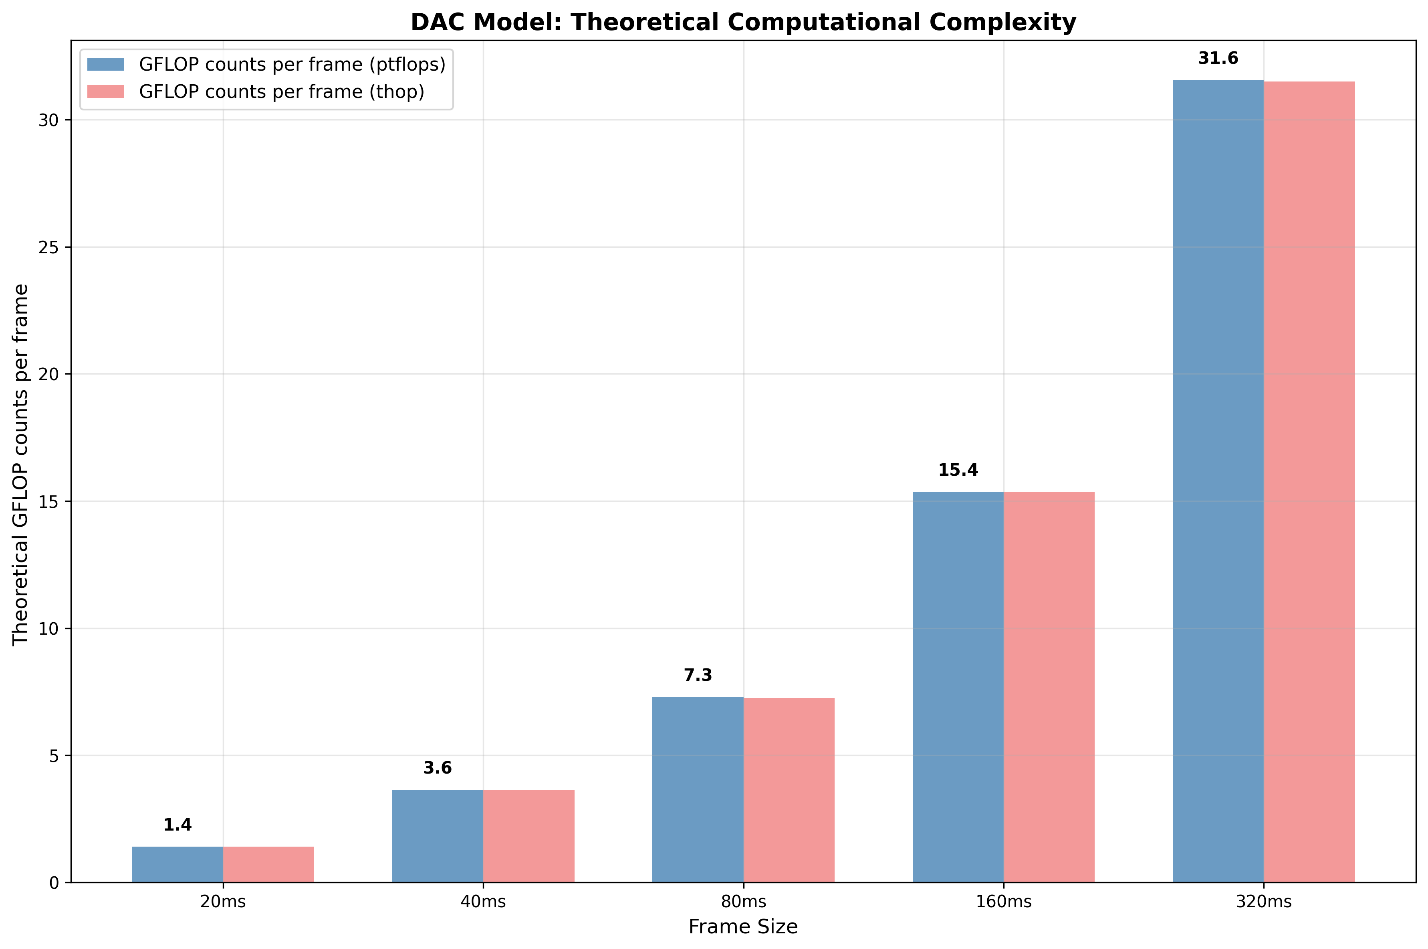 DAC Model: Theoretical Computational Complexity
GFLOP counts per frame (ptflops)
GFLOP counts per frame (thop)
Theoretical GFLOP counts per frame
30
25
20
15
10
5
0
1.4
3.6
7.3
15.4
31.6
20ms
40ms
80ms
160ms
320ms
Frame Size